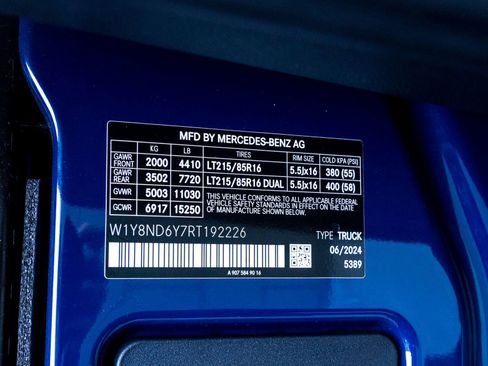 MFD BY MERCEDES-BENZ AG
KG LB TIRES RIM SIZE COLD KPA (PSI)
GAWR FRONT 2000 4410 LT215/85R16 5.5Jx16 380 (55)
GAWR REAR 3502 7720 LT215/85R16 DUAL 5.5Jx16 400 (58)
GVWR 5003 11030 THIS VEHICLE CONFORMS TO ALL APPLICABLE FEDERAL
GCWR 6917 15250 VEHICLE SAFETY STANDARDS IN EFFECT ON THE DATE
OF MANUFACTURE SHOWN ABOVE.
W1Y8ND6Y7RT192226 TYPE TRUCK
06/2024
5389
A 907 584 90 16